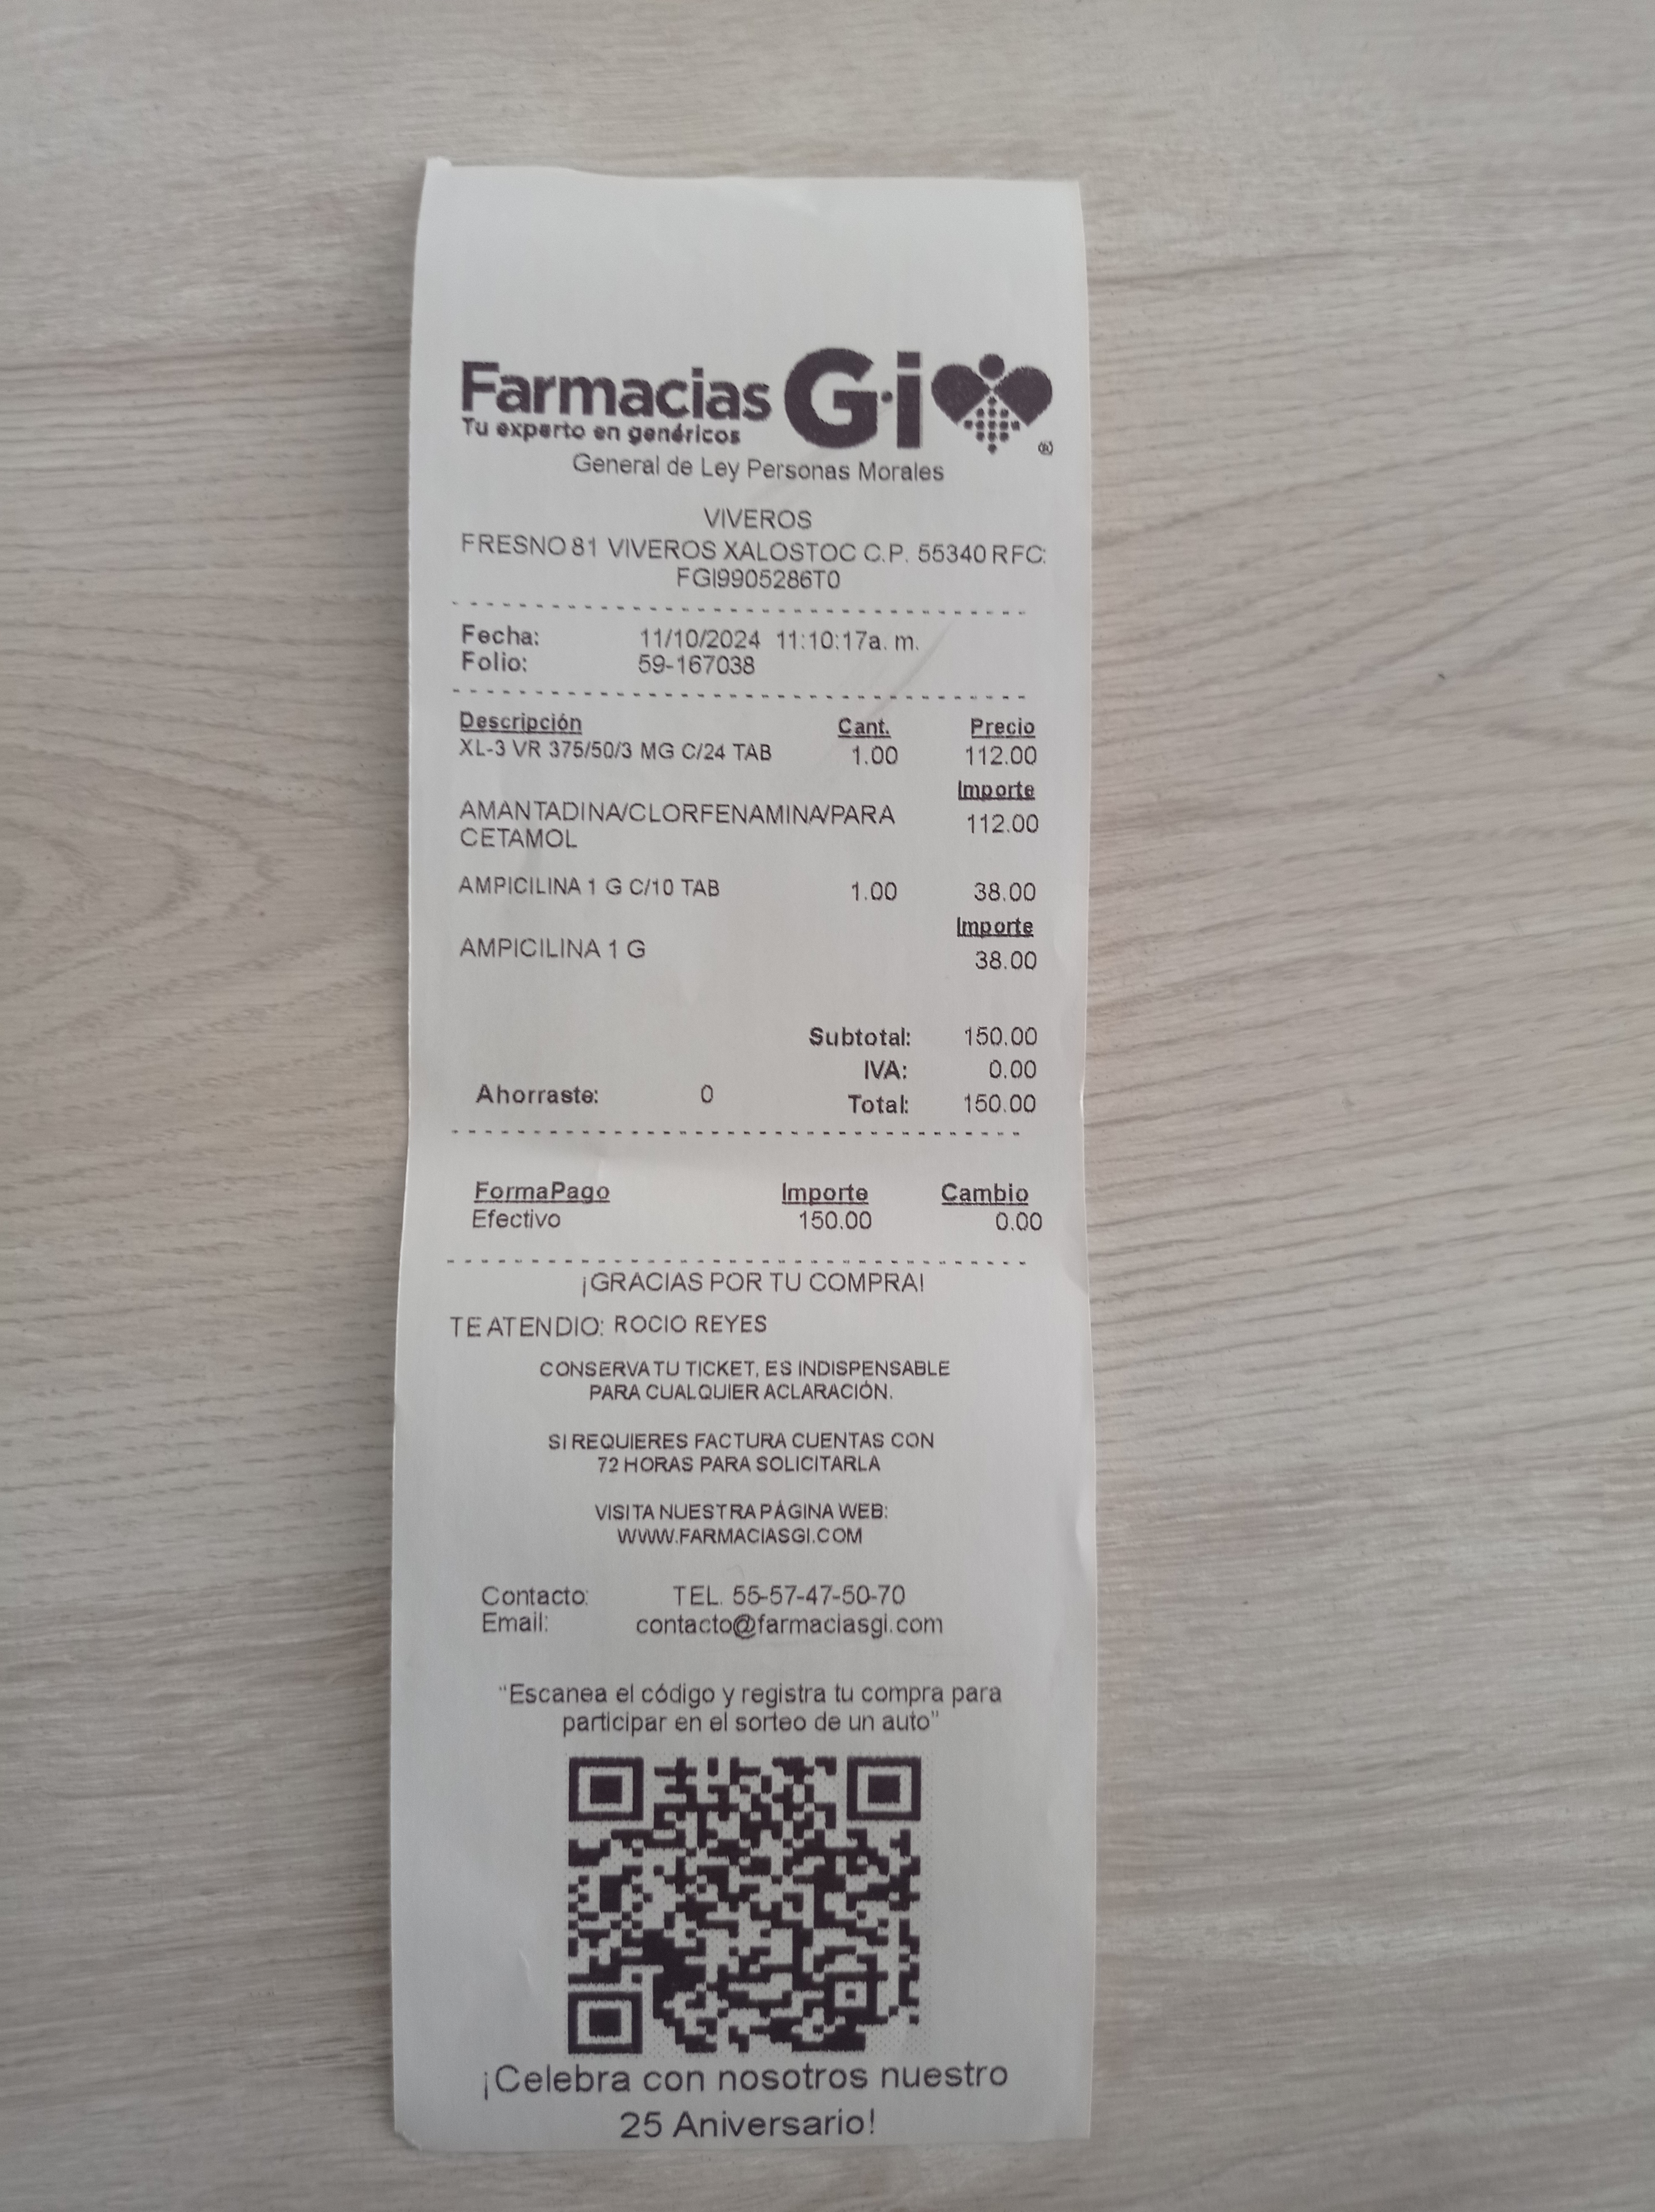 Farmacias G·i
Tu experto en genéricos
®
General de Ley Personas Morales
VIVEROS
FRESNO 81 VIVEROS XALOSTOC C.P. 55340 RFC:
FGI9905286T0
Fecha: 11/10/2024 11:10:17a. m.
Folio: 59-167038
Descripción Cant. Precio
XL-3 VR 375/50/3 MG C/24 TAB 1.00 112.00
Importe
AMANTADINA/CLORFENAMINA/PARA 112.00
CETAMOL
AMPICILINA 1 G C/10 TAB 1.00 38.00
Importe
AMPICILINA 1 G 38.00
Subtotal: 150.00
IVA: 0.00
Ahorraste: 0 Total: 150.00
FormaPago Importe Cambio
Efectivo 150.00 0.00
¡GRACIAS POR TU COMPRA!
TE ATENDIO: ROCIO REYES
CONSERVA TU TICKET, ES INDISPENSABLE
PARA CUALQUIER ACLARACIÓN.
SI REQUIERES FACTURA CUENTAS CON
72 HORAS PARA SOLICITARLA
VISITA NUESTRA PÁGINA WEB:
WWW.FARMACIASGI.COM
Contacto: TEL. 55-57-47-50-70
Email: contacto@farmaciasgi.com
"Escanea el código y registra tu compra para
participar en el sorteo de un auto"
¡Celebra con nosotros nuestro
25 Aniversario!